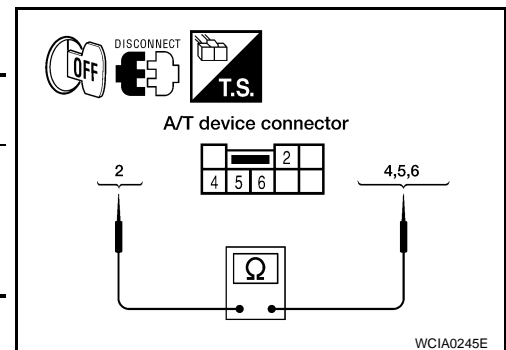 OFF
DISCONNECT
T.S.
A/T device connector
2
4 5 6
2
4,5,6
Ω
WCIA0245E